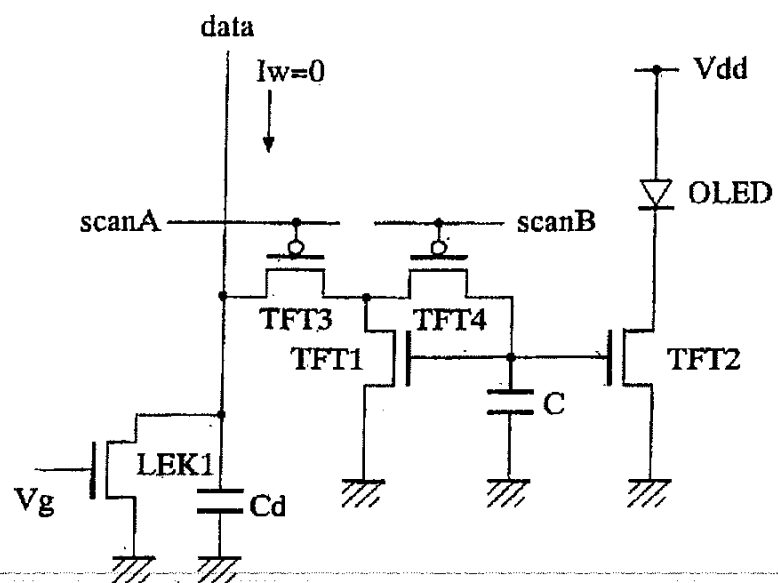 data
Iw=0
Vdd
OLED
scanA
scanB
TFT3
TFT4
TFT1
TFT2
C
LEK1
Vg
Cd